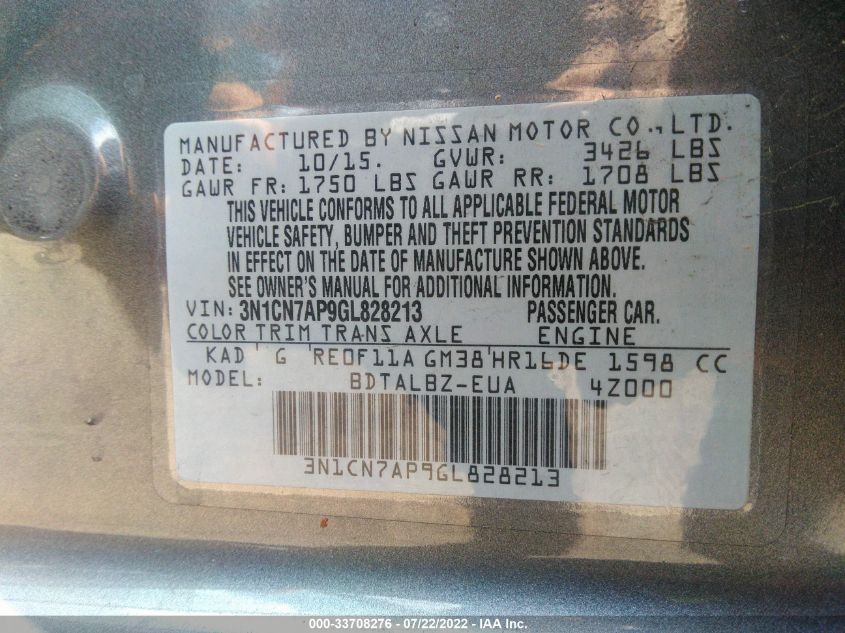 MANUFACTURED BY NISSAN MOTOR CO., LTD.
DATE: 10/15. GVWR: 3426 LBS
GAWR FR: 1750 LBS GAWR RR: 1708 LBS
THIS VEHICLE CONFORMS TO ALL APPLICABLE FEDERAL MOTOR
VEHICLE SAFETY, BUMPER AND THEFT PREVENTION STANDARDS
IN EFFECT ON THE DATE OF MANUFACTURE SHOWN ABOVE.
SEE OWNER'S MANUAL FOR ADDITIONAL INFORMATION.
VIN: 3N1CN7AP9GL828213 PASSENGER CAR.
COLOR TRIM TRANS AXLE ENGINE
KAD ' G ' RE0F11A GM38 ' HR16DE 1598 CC
MODEL: BDTALBZ-EUA 4Z000
3N1CN7AP9GL828213
000-33708276 - 07/22/2022 - IAA Inc.